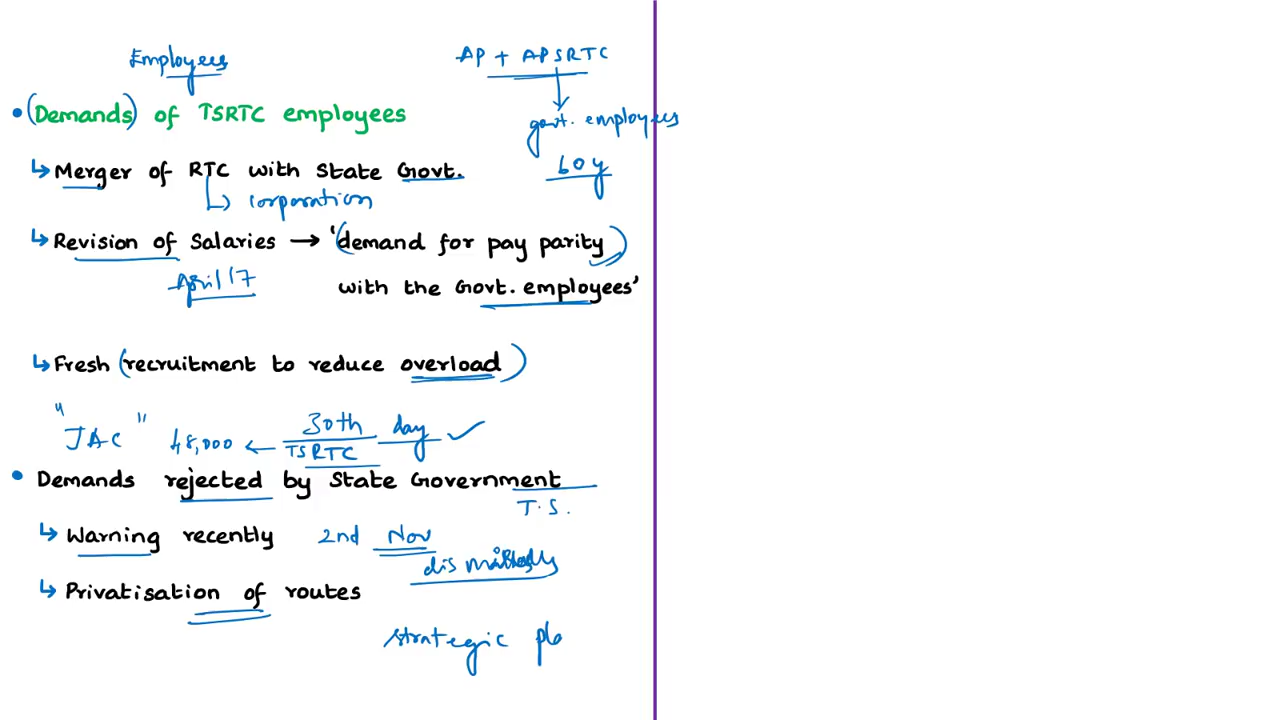 Employees
AP + APSRTC
• (Demands) of TSRTC employees
govt. employees
↳ Merger of RTC with State Govt.
60 y
↳ corporation
↳ Revision of Salaries → '(demand for pay parity)
April 17
with the Govt. employees'
↳ Fresh (recruitment to reduce overload)
"JAC" 48,000 ← 30th day ✓
TSRTC
• Demands rejected by State Government
T.S.
↳ Warning recently 2nd Nov
↳ Privatisation of routes
strategic